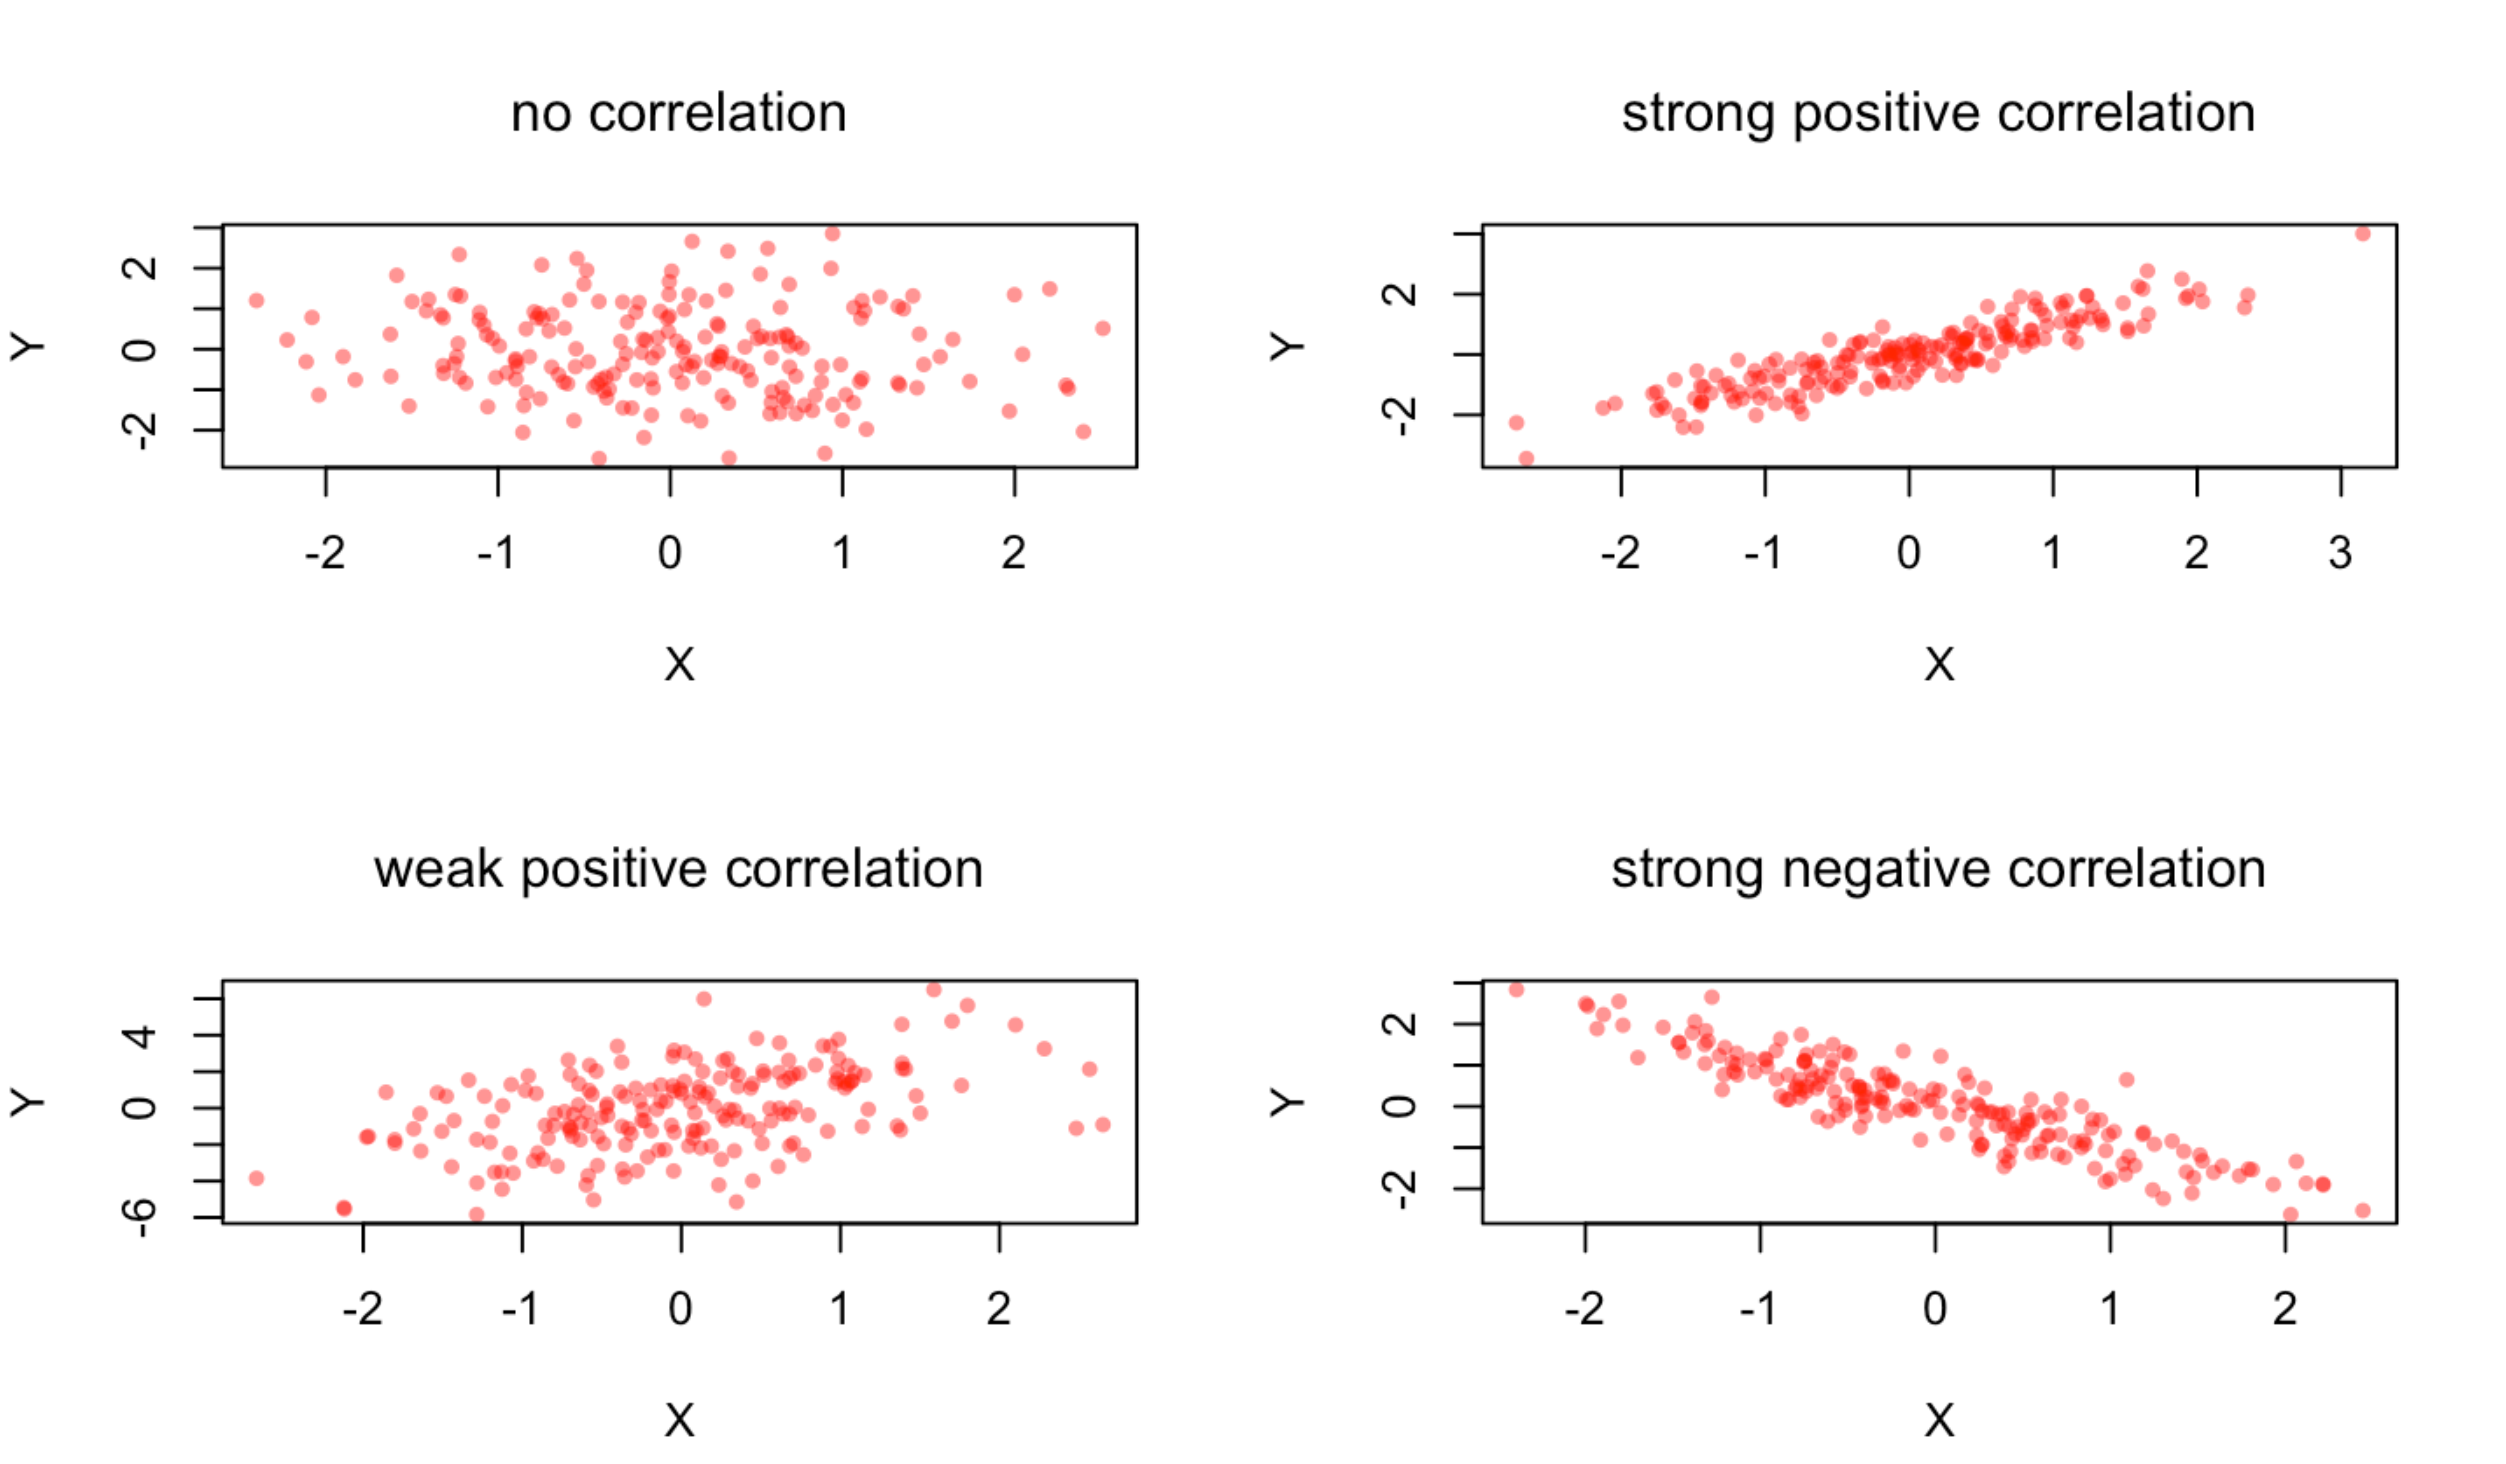 no correlation
Y
2
0
-2
-2 -1 0 1 2
X
strong positive correlation
Y
2
-2
-2 -1 0 1 2 3
X
weak positive correlation
Y
4
0
-6
-2 -1 0 1 2
X
strong negative correlation
Y
2
0
-2
-2 -1 0 1 2
X